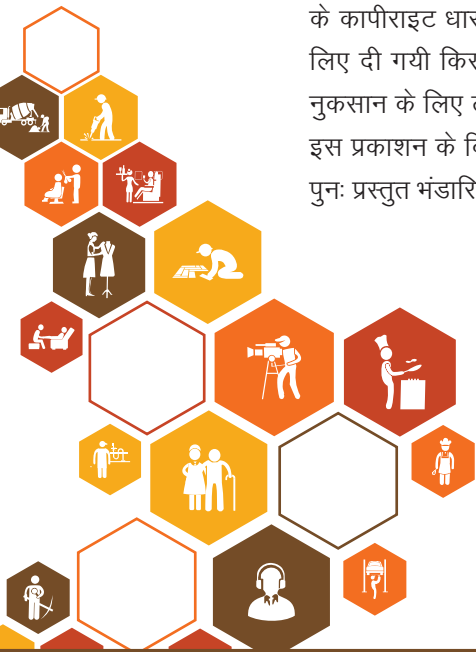 के कापीराइट
लिए दी गयी
नुकसान के लिए
इस प्रकाशन के
पुनः प्रस्तुत